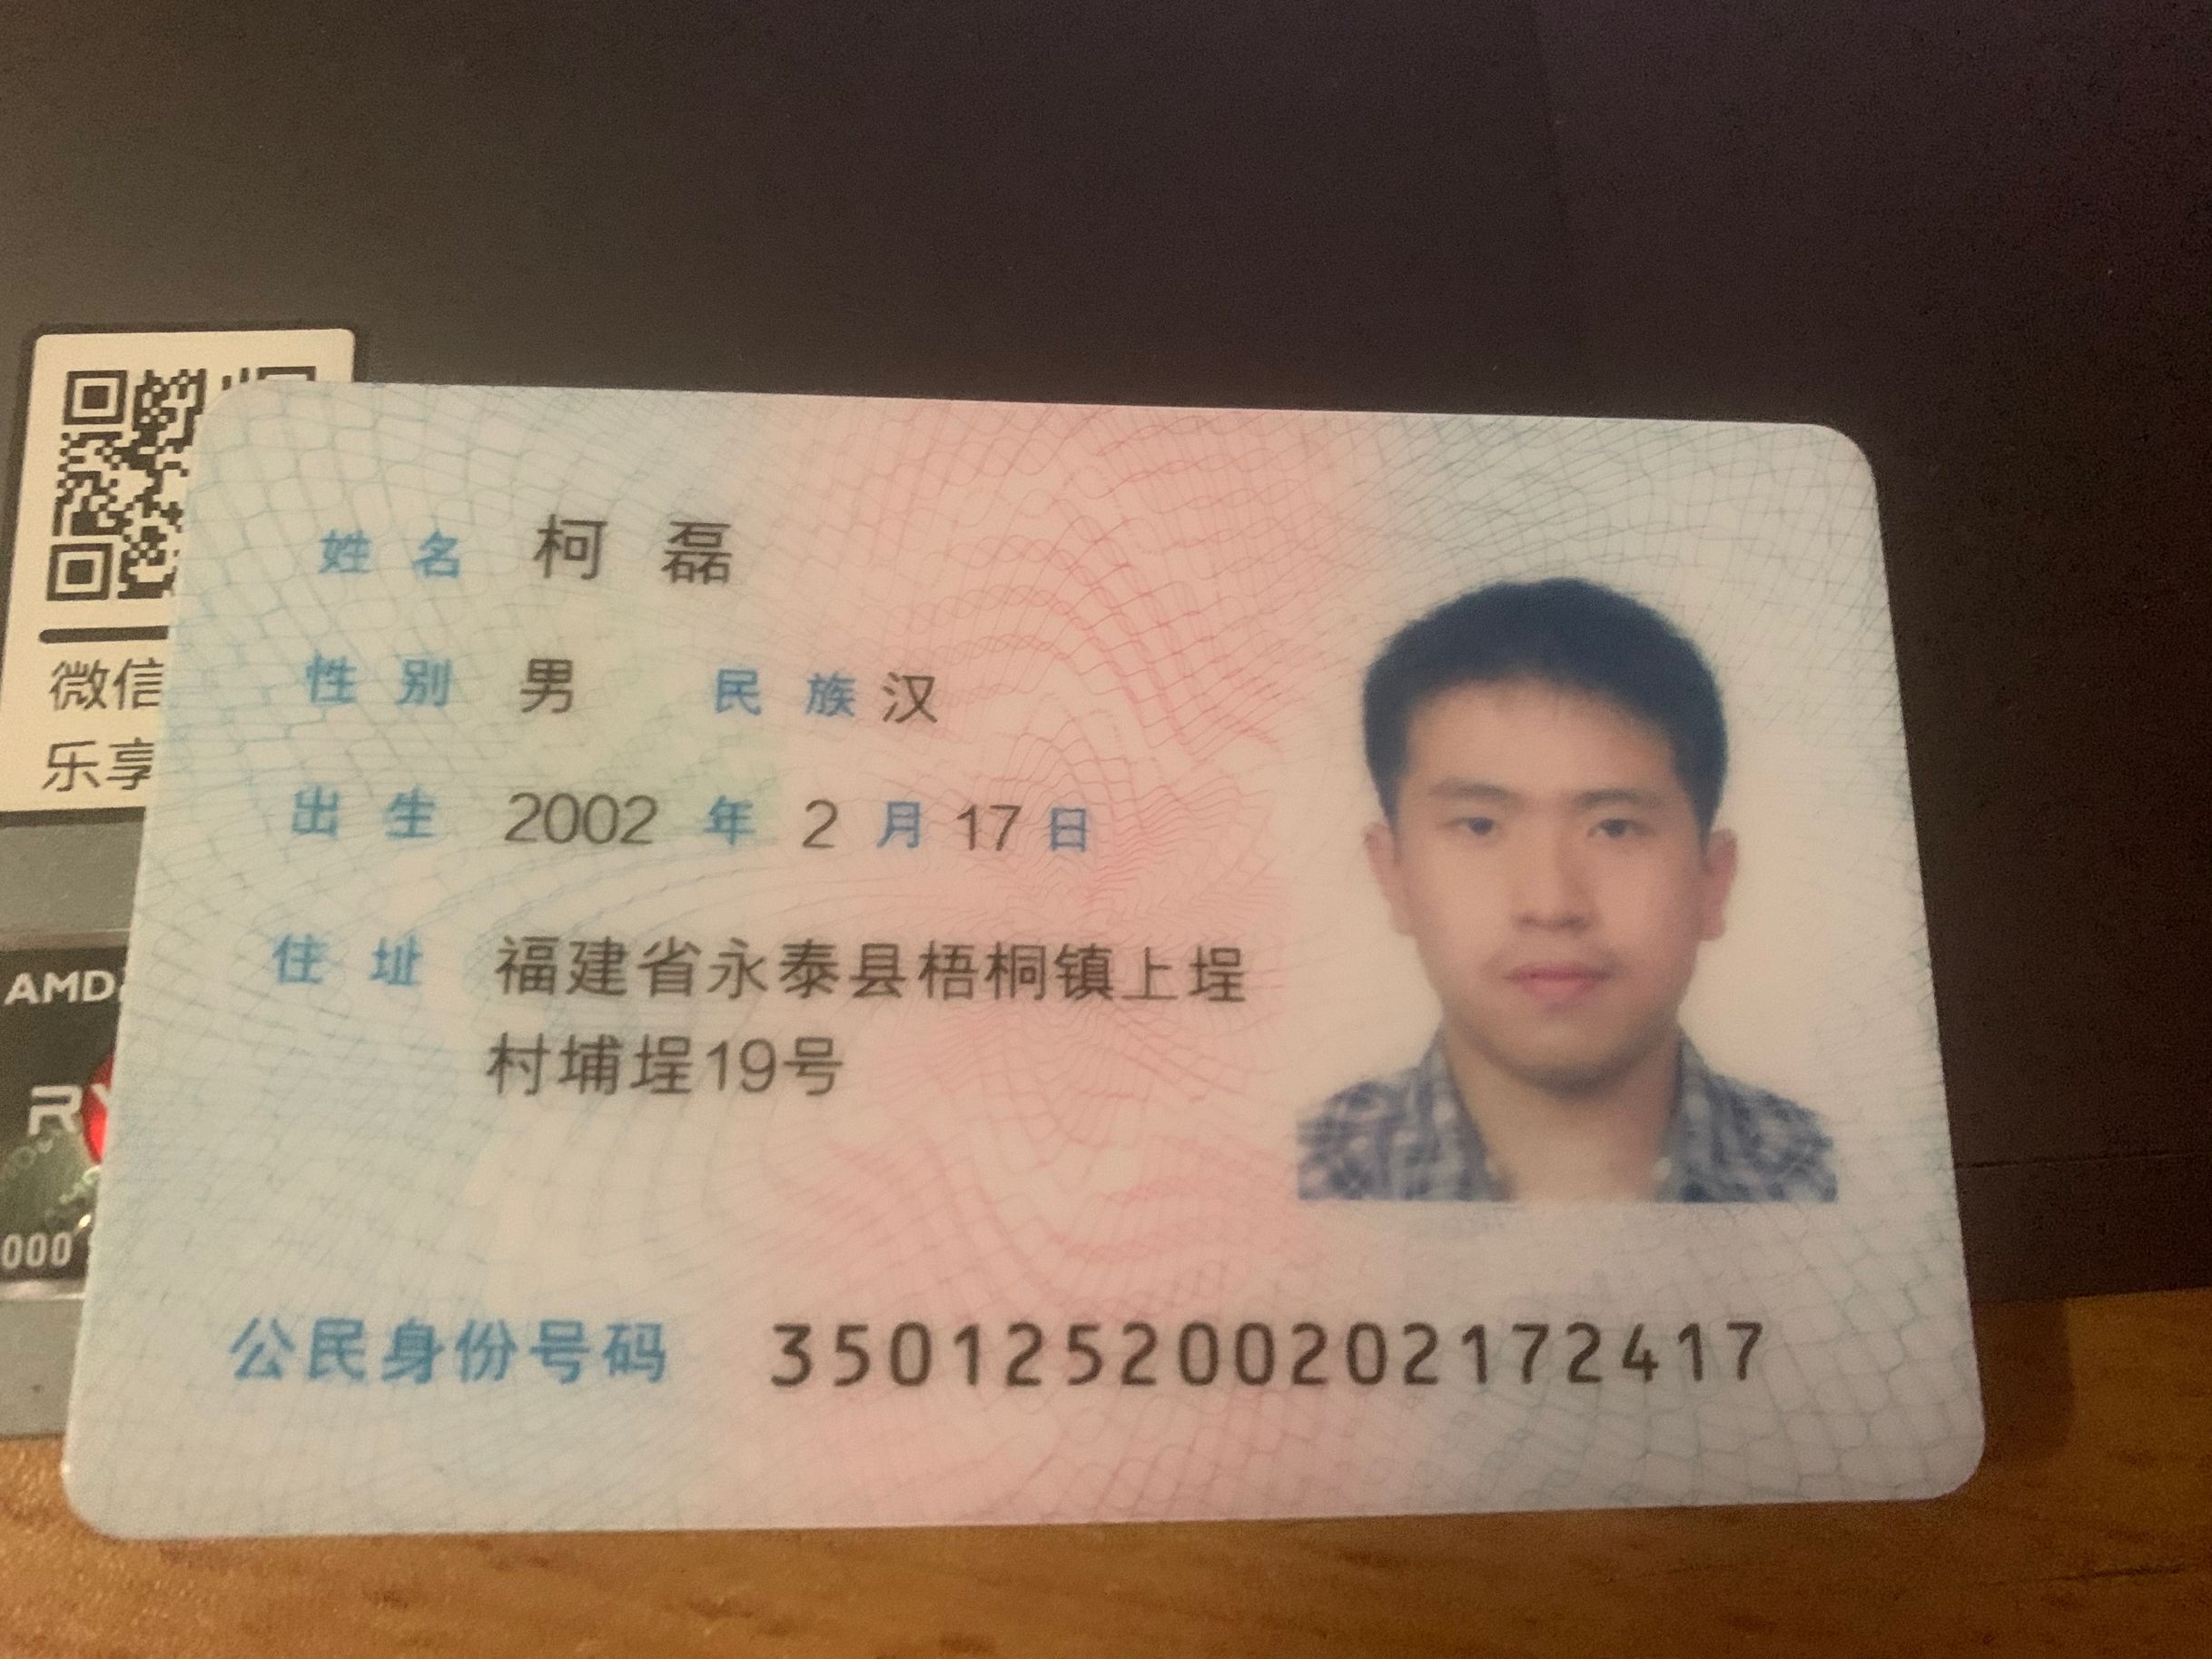 微信
乐享
AMD
RY
000
姓名 柯磊
性别 男 民族 汉
出生 2002 年 2 月 17 日
住址 福建省永泰县梧桐镇上埕
村埔埕19号
公民身份号码 350125200202172417